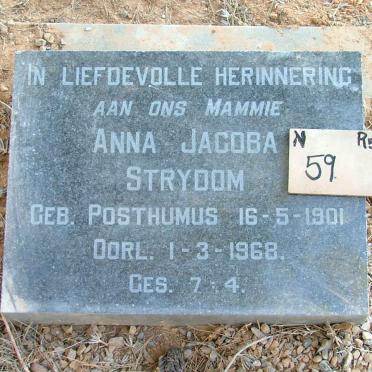 IN LIEFDEVOLLE HERINNERING
AAN ONS MAMMIE
ANNA JACOBA
STRYDOM
GEB. POSTHUMUS 16-5-1901
OORL. 1-3-1968.
GES. 7:4.
N
59